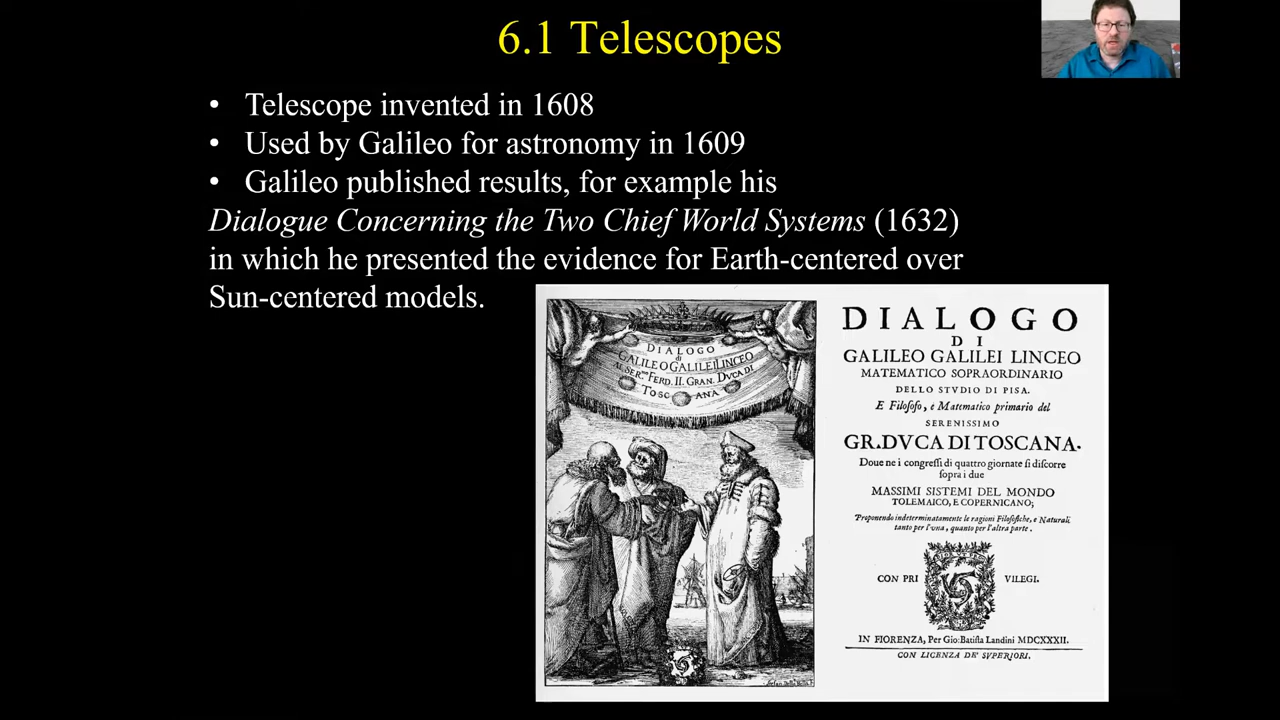 6.1 Telescopes
• Telescope invented in 1608
• Used by Galileo for astronomy in 1609
• Galileo published results, for example his
Dialogue Concerning the Two Chief World Systems (1632)
in which he presented the evidence for Earth-centered over
Sun-centered models.
DIALOGO
di
GALILEO GALILEI LINCEO
AL SER.mo FERD. II. GRAN. DVCA DI
TOSCANA
DIALOGO
DI
GALILEO GALILEI LINCEO
MATEMATICO SOPRAORDINARIO
DELLO STVDIO DI PISA.
E Filosofo, e Matematico primario del
SERENISSIMO
GR.DVCA DI TOSCANA.
Doue ne i congressi di quattro giornate si discorre
sopra i due
MASSIMI SISTEMI DEL MONDO
TOLEMAICO, E COPERNICANO;
Proponendo indeterminatamente le ragioni Filosofiche, e Naturali
tanto per l'vna, quanto per l'altra parte.
CON PRI VILEGI.
IN FIORENZA, Per Gio:Batista Landini MDCXXXII.
CON LICENZA DE' SVPERIORI.